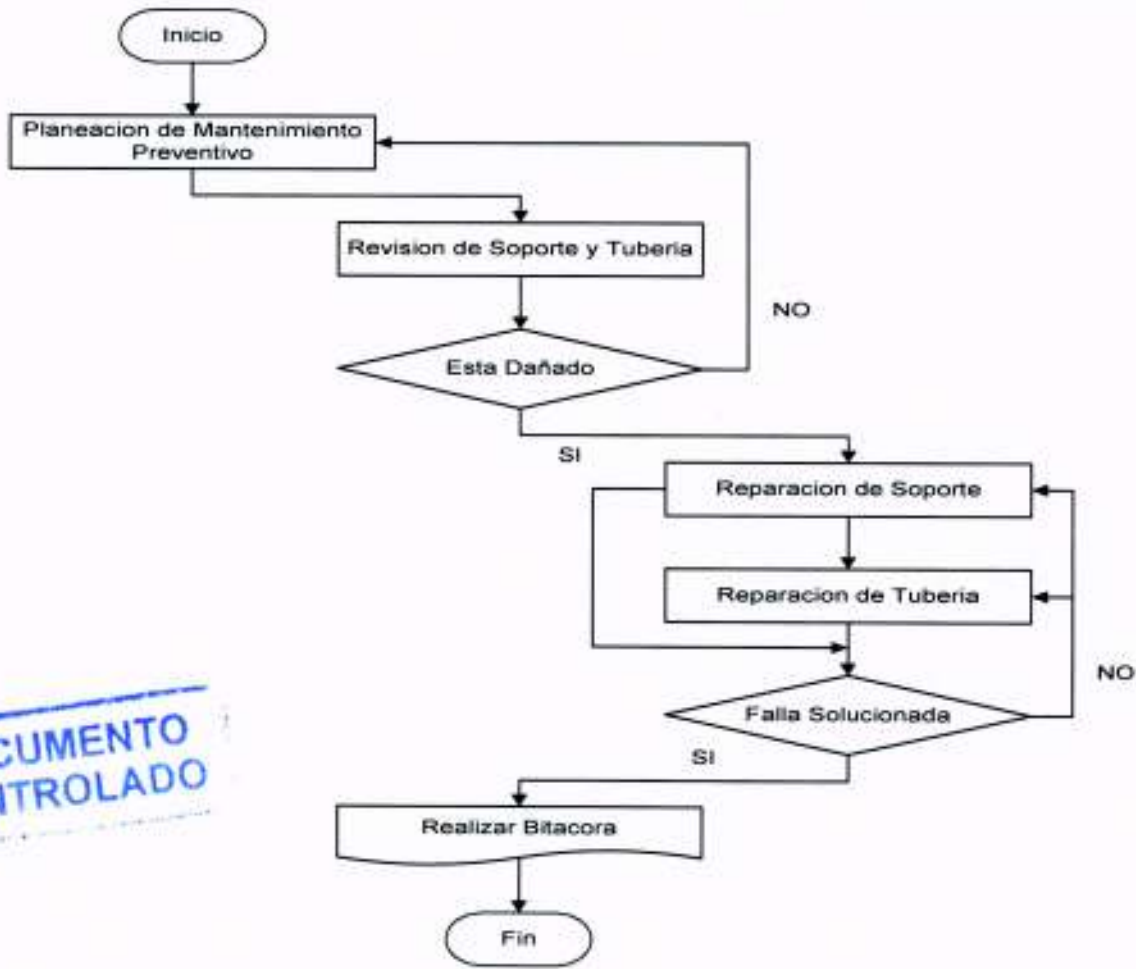 Inicio
Planeacion de Mantenimiento
Preventivo
Revision de Soporte y Tuberia
NO
Esta Dañado
SI
Reparacion de Soporte
Reparacion de Tuberia
NO
Falla Solucionada
SI
CUMENTO
NTROLADO
Realizar Bitacora
Fin